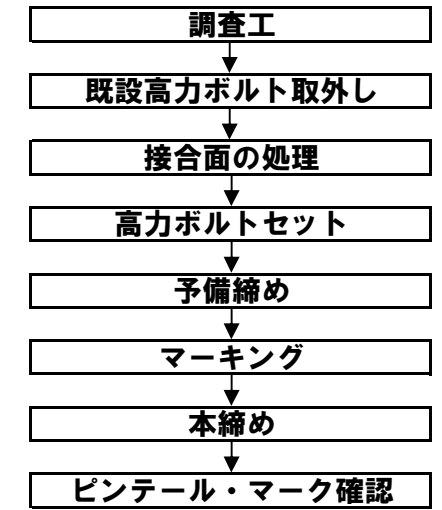 調査工
既設高力ボルト取外し
接合面の処理
高力ボルトセット
予備締め
マーキング
本締め
ピンテール・マーク確認